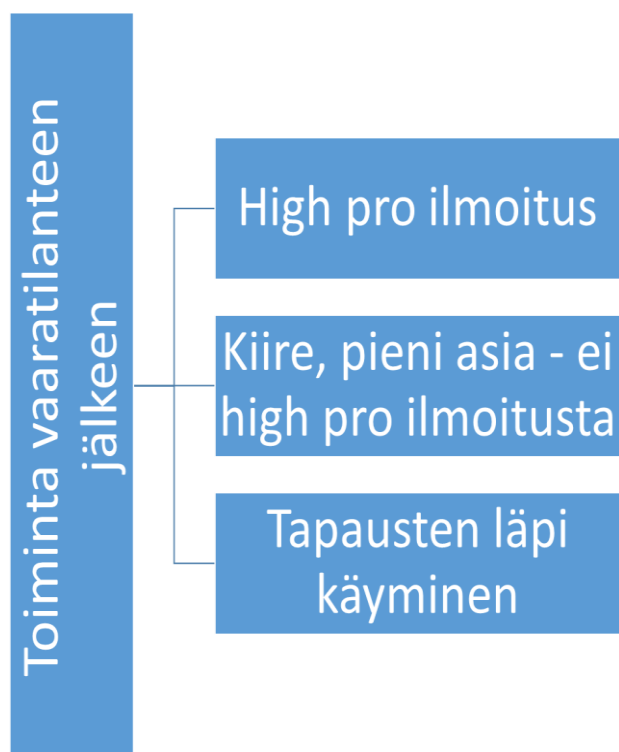 Toiminta vaaratilanteen
jälkeen
High pro ilmoitus
Kiire, pieni asia - ei
high pro ilmoitusta
Tapausten läpi
käyminen